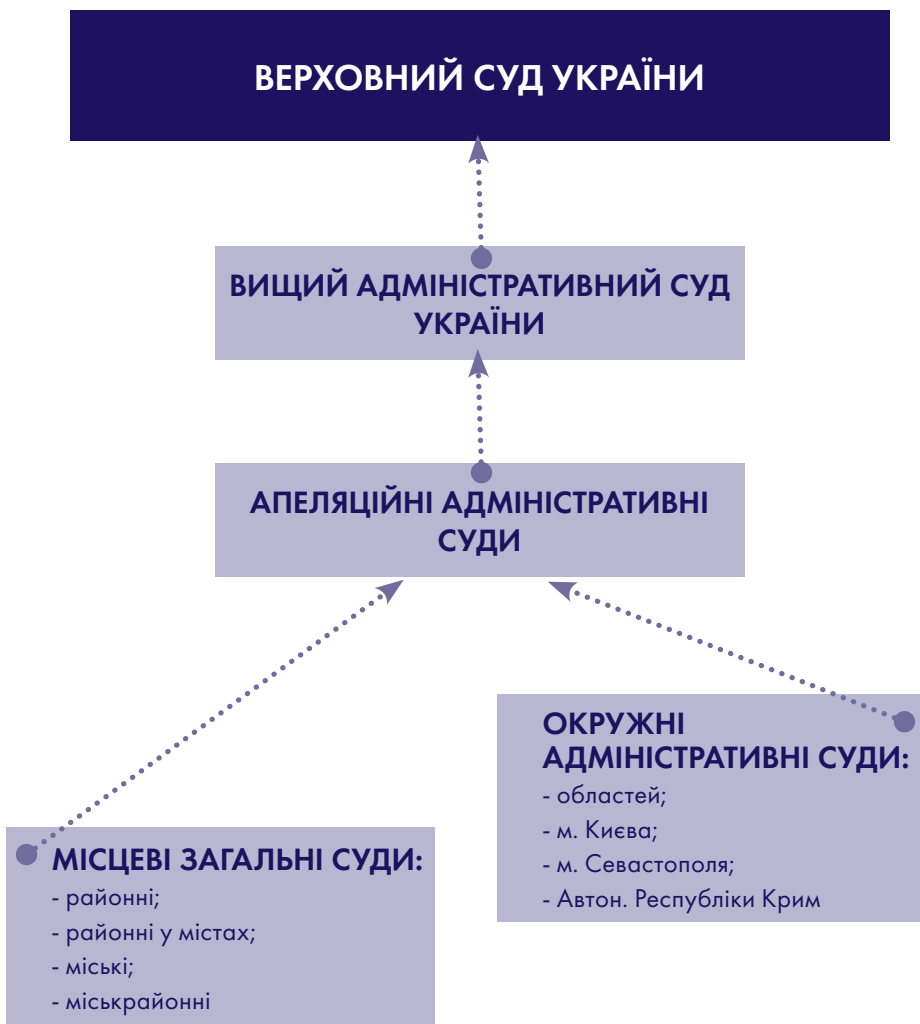 ВЕРХОВНИЙ СУД УКРАЇНИ
ВИЩИЙ АДМІНІСТРАТИВНИЙ СУД
УКРАЇНИ
АПЕЛЯЦІЙНІ АДМІНІСТРАТИВНІ
СУДИ
ОКРУЖНІ
АДМІНІСТРАТИВНІ СУДИ:
- областей;
- м. Києва;
- м. Севастополя;
- Автон. Республіки Крим
МІСЦЕВІ ЗАГАЛЬНІ СУДИ:
- районні;
- районні у містах;
- міські;
- міськрайонні